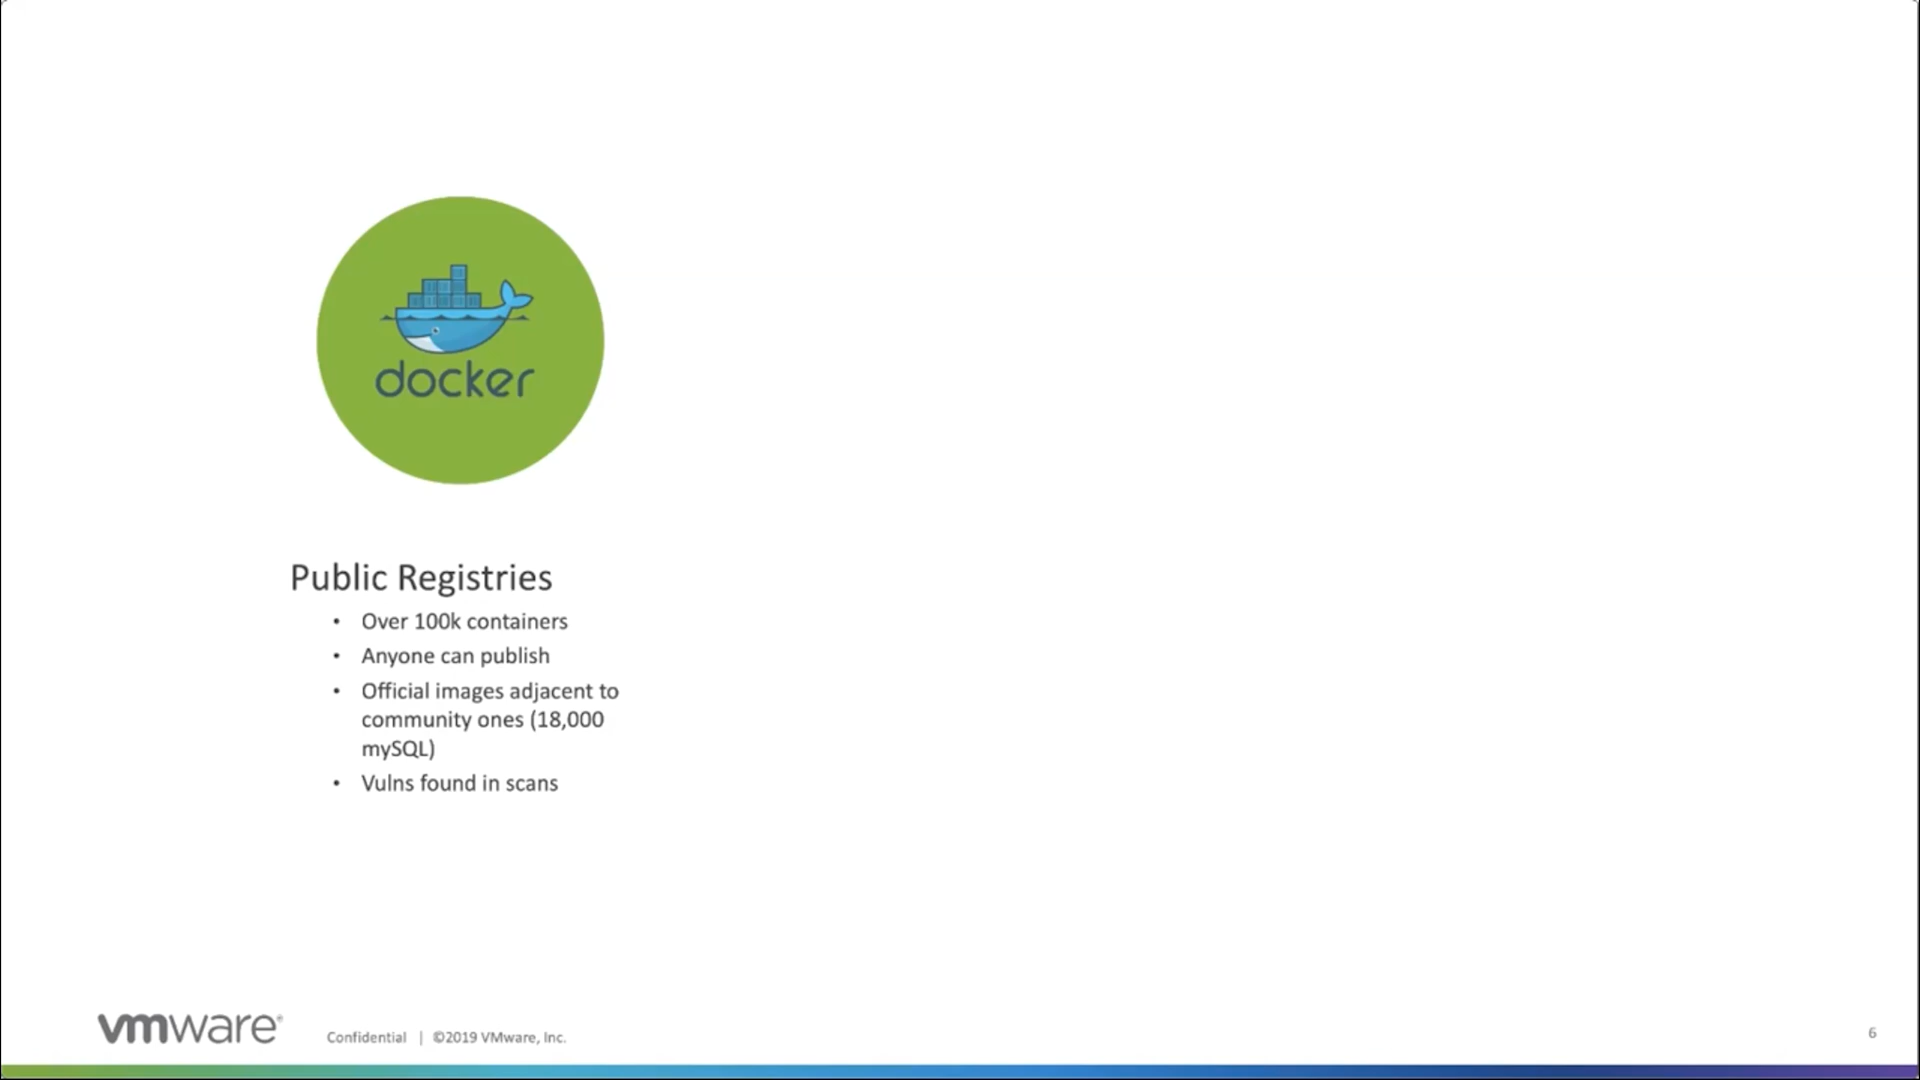 docker
Public Registries
• Over 100k containers
• Anyone can publish
• Official images adjacent to
community ones (18,000
mySQL)
• Vulns found in scans
vmware®
Confidential | ©2019 VMware, Inc.
6